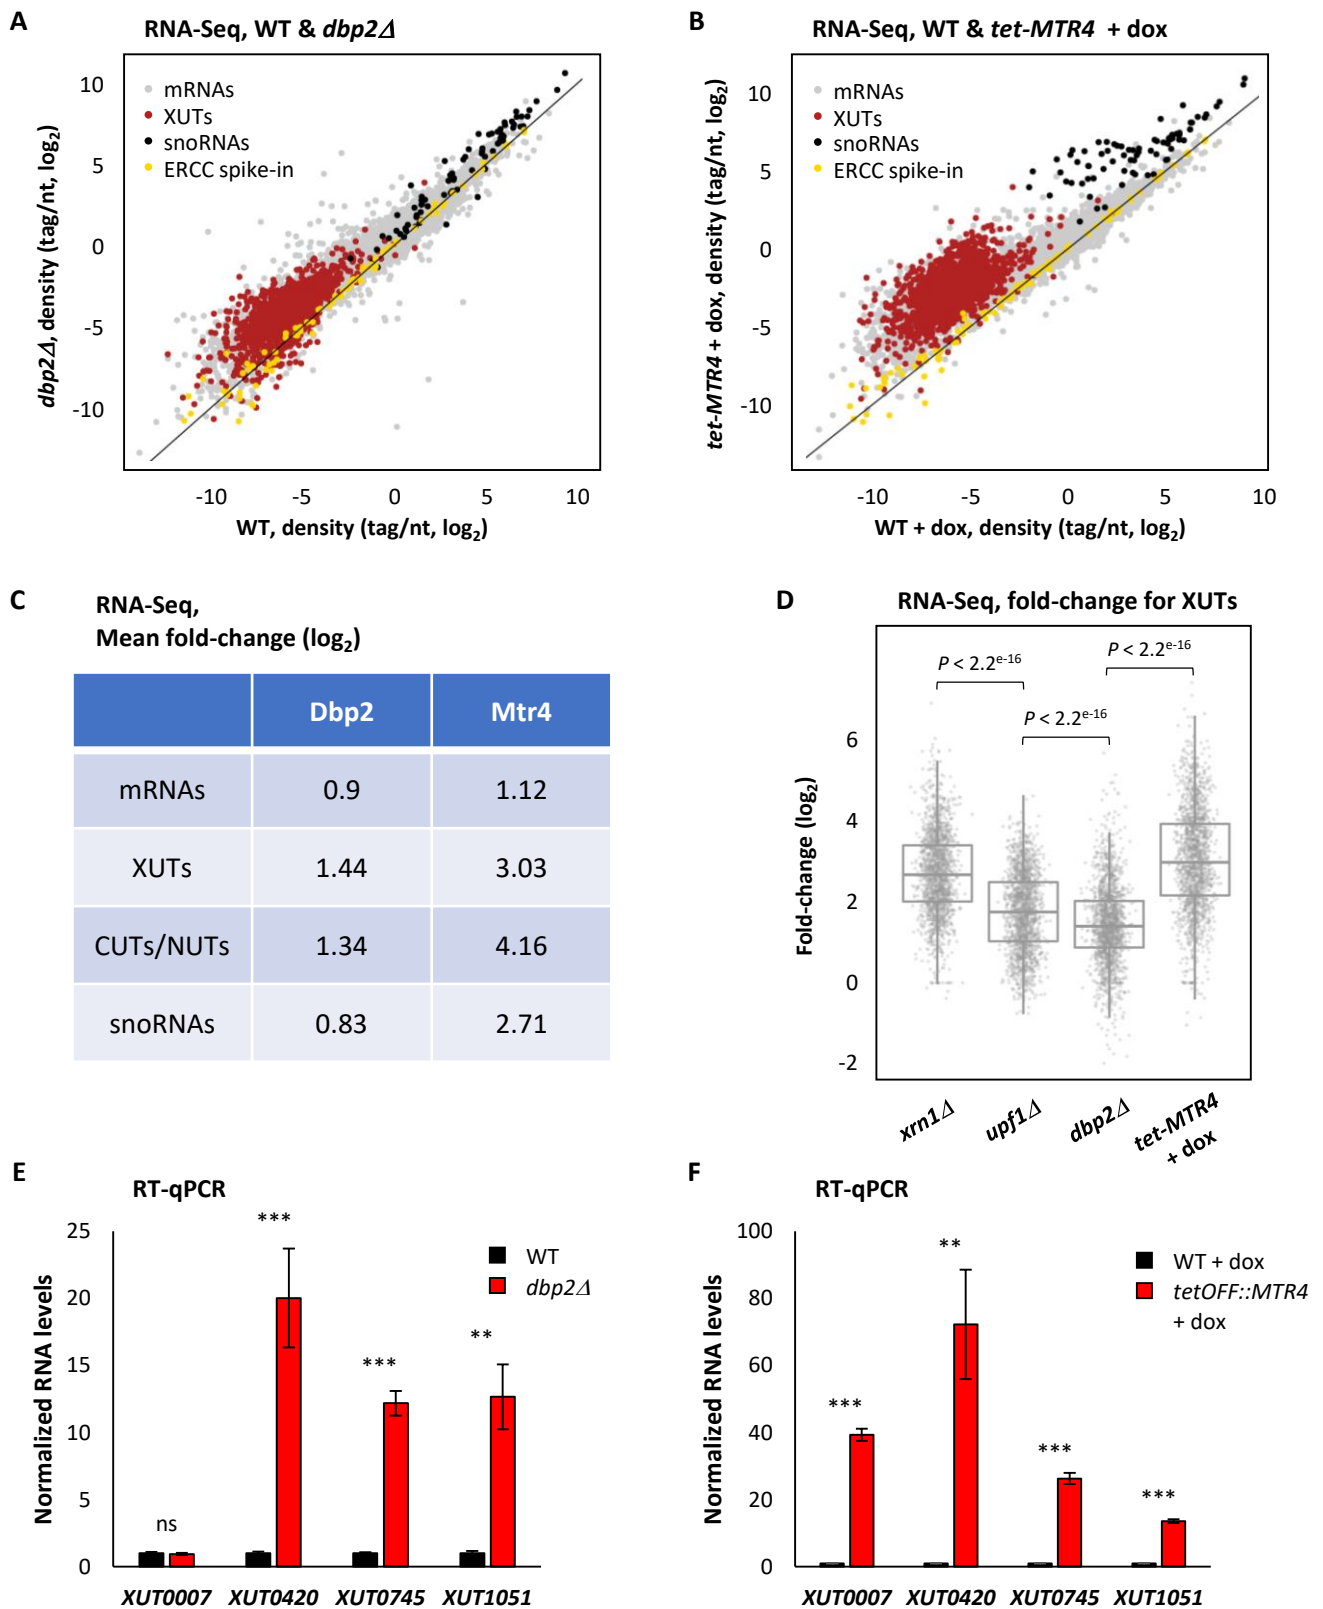 A
RNA-Seq, WT & dbp2Δ
mRNAs
XUTs
snoRNAs
ERCC spike-in
10
5
0
-5
-10
dbp2Δ, density (tag/nt, log2)
-10 -5 0 5 10
WT, density (tag/nt, log2)
B
RNA-Seq, WT & tet-MTR4 + dox
mRNAs
XUTs
snoRNAs
ERCC spike-in
10
5
0
-5
-10
tet-MTR4 + dox, density (tag/nt, log2)
-10 -5 0 5 10
WT + dox, density (tag/nt, log2)
C
RNA-Seq,
Mean fold-change (log2)
Dbp2 Mtr4
mRNAs 0.9 1.12
XUTs 1.44 3.03
CUTs/NUTs 1.34 4.16
snoRNAs 0.83 2.71
D
RNA-Seq, fold-change for XUTs
P < 2.2e-16
P < 2.2e-16
P < 2.2e-16
6
4
2
0
-2
Fold-change (log2)
xrn1Δ
upf1Δ
dbp2Δ
tet-MTR4
+ dox
E
RT-qPCR
25
20
15
10
5
0
Normalized RNA levels
WT
dbp2Δ
ns
***
***
**
XUT0007 XUT0420 XUT0745 XUT1051
F
RT-qPCR
100
80
60
40
20
0
Normalized RNA levels
WT + dox
tetOFF::MTR4
+ dox
***
**
***
***
XUT0007 XUT0420 XUT0745 XUT1051